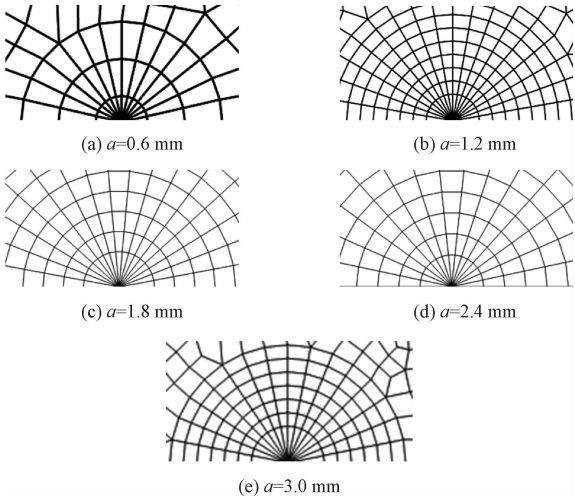 (a) a=0.6 mm
(b) a=1.2 mm
(c) a=1.8 mm
(d) a=2.4 mm
(e) a=3.0 mm